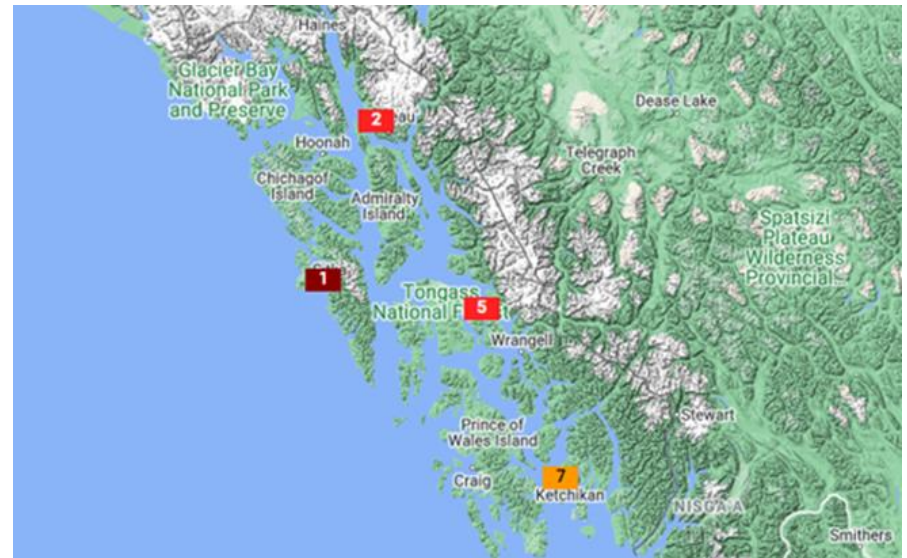 Haines
Glacier Bay
National Park
and Preserve
Dease Lake
2
Hoonah
Telegraph
Creek
Chichagof
Island
Admiralty
Island
Spatsizi
Plateau
Wilderness
Provincial
1
Tongass
National
5
Wrangell
Stewart
Prince of
Wales Island
7
Craig
Ketchikan
NISGA'A
Smithers